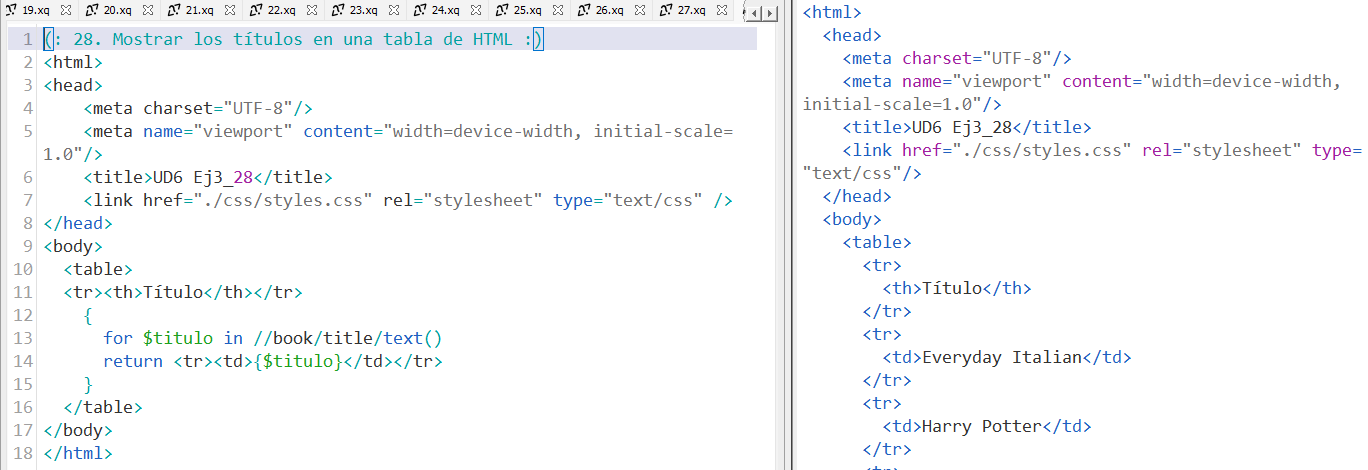 19.xq 20.xq 21.xq 22.xq 23.xq 24.xq 25.xq 26.xq 27.xq
1 (: 28. Mostrar los títulos en una tabla de HTML :)
2 <html>
3 <head>
4 <meta charset="UTF-8"/>
5 <meta name="viewport" content="width=device-width, initial-scale=
1.0"/>
6 <title>UD6 Ej3_28</title>
7 <link href="./css/styles.css" rel="stylesheet" type="text/css" />
8 </head>
9 <body>
10 <table>
11 <tr><th>Título</th></tr>
12 {
13 for $titulo in //book/title/text()
14 return <tr><td>{$titulo}</td></tr>
15 }
16 </table>
17 </body>
18 </html>
<html>
<head>
<meta charset="UTF-8"/>
<meta name="viewport" content="width=device-width,
initial-scale=1.0"/>
<title>UD6 Ej3_28</title>
<link href="./css/styles.css" rel="stylesheet" type=
"text/css"/>
</head>
<body>
<table>
<tr>
<th>Título</th>
</tr>
<tr>
<td>Everyday Italian</td>
</tr>
<tr>
<td>Harry Potter</td>
</tr>